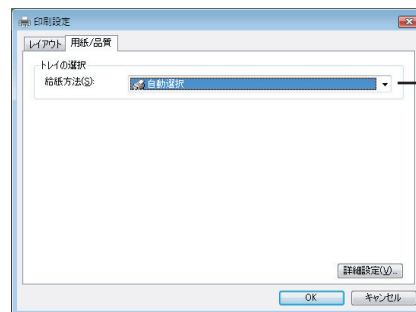 印刷設定
レイアウト 用紙/品質
トレイの選択
給紙方法(S): 自動選択
詳細設定(V)...
OK キャンセル